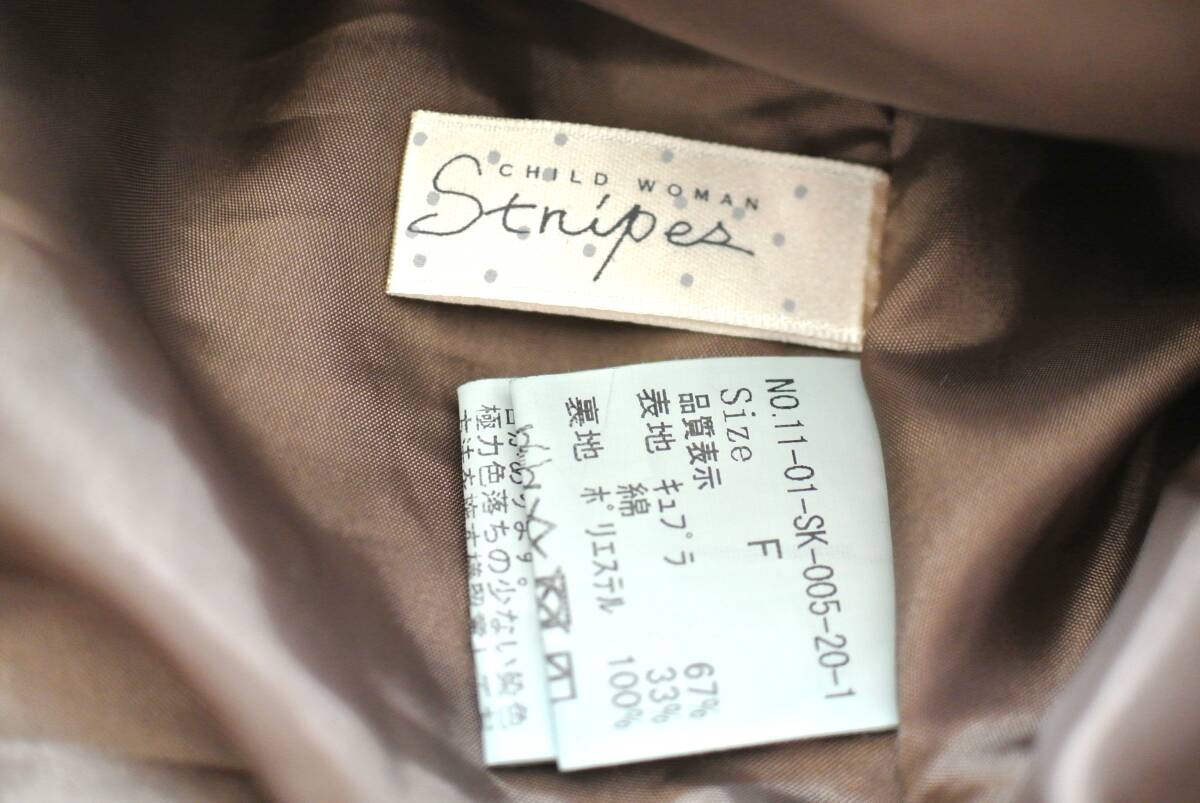 CHILD WOMAN
Stripes
NO.11-01-SK-005-20-1
Size F
品質表示
表地 ｷｭﾌﾟﾗ 67%
綿 33%
裏地 ﾎﾟﾘｴｽﾃﾙ 100%
極力色落ちの少ない染色